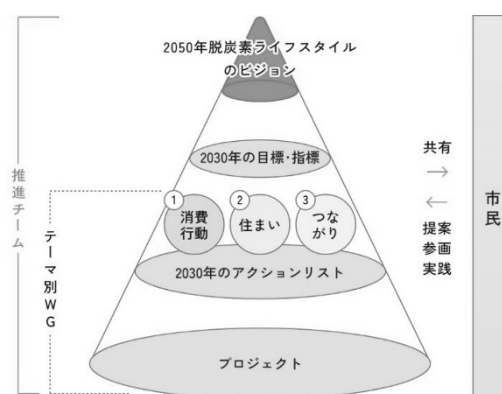 2050年脱炭素ライフスタイル
のビジョン
2030年の目標・指標
1
消費
行動
2
住まい
3
つな
がり
2030年のアクションリスト
プロジェクト
推進チーム
テーマ別WG
共有
→
←
提案
参画
実践
市民